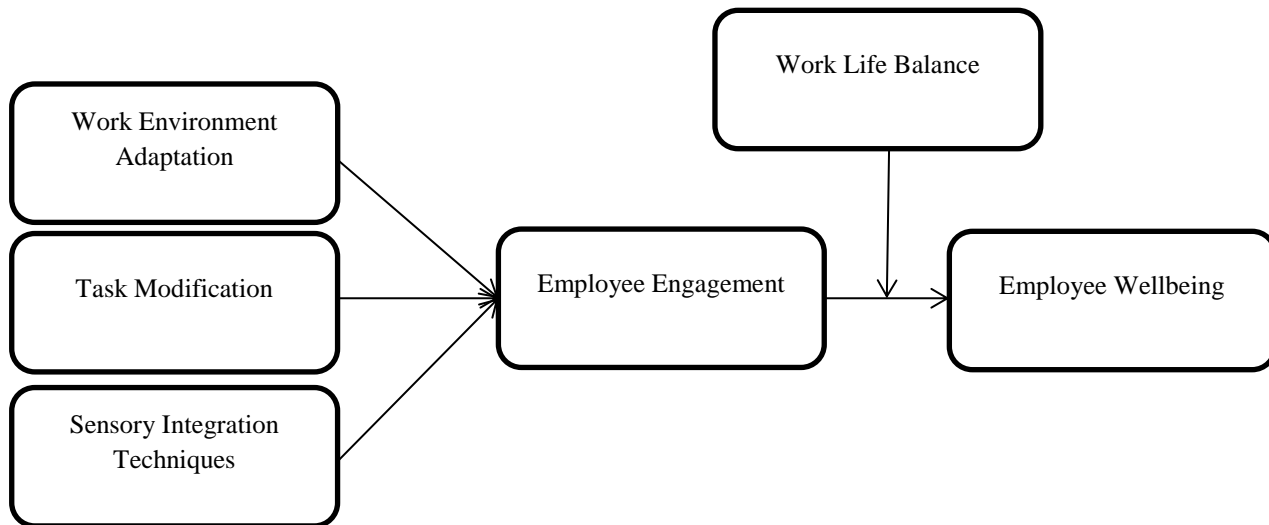 Work Life Balance
Work Environment
Adaptation
Task Modification
Employee Engagement
Employee Wellbeing
Sensory Integration
Techniques